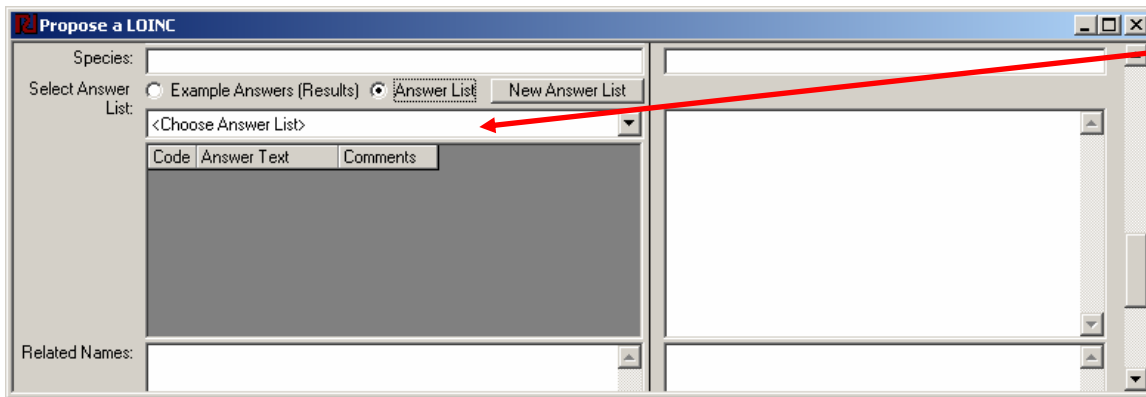 Propose a LOINC
Species:
Select Answer List:
Example Answers (Results) Answer List New Answer List
<Choose Answer List>
Code Answer Text Comments
Related Names: